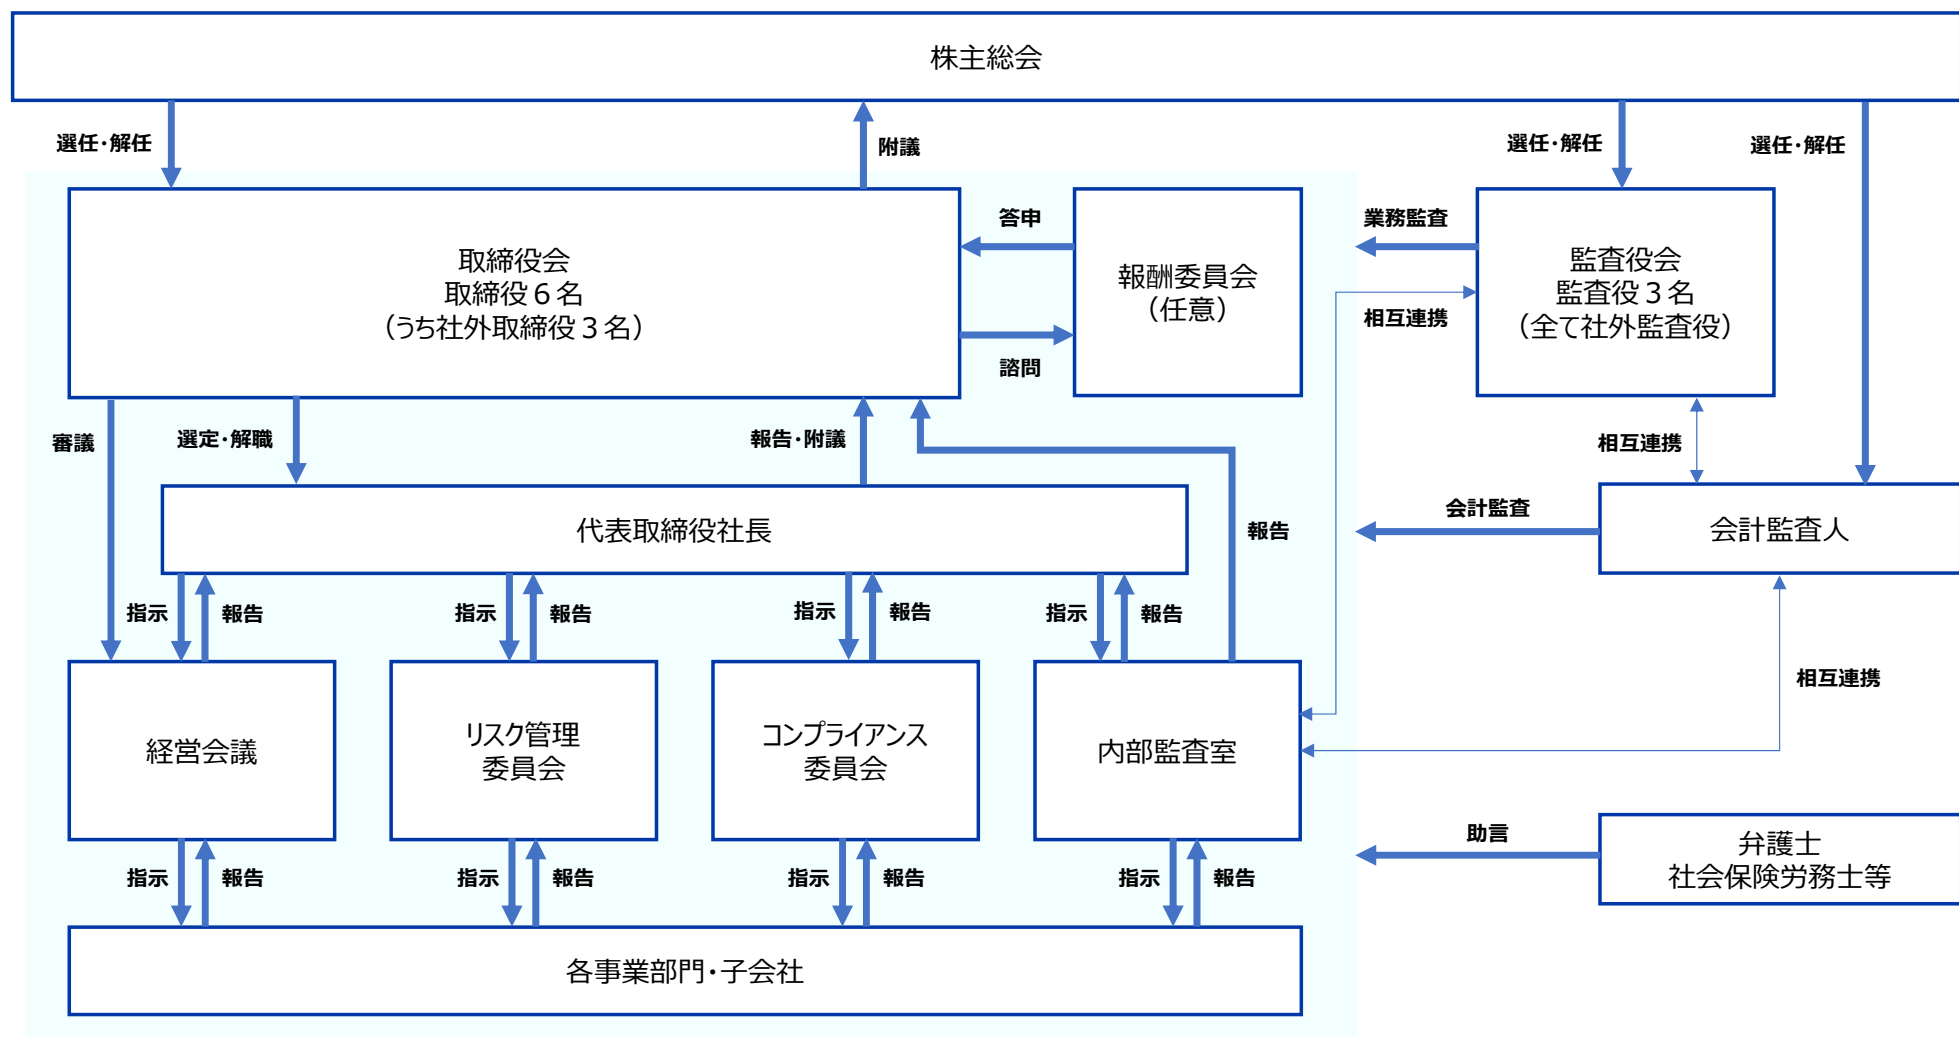 株主総会
選任・解任
附議
選任・解任
選任・解任
取締役会
取締役６名
（うち社外取締役３名）
答申
諮問
報酬委員会
（任意）
業務監査
相互連携
監査役会
監査役３名
（全て社外監査役）
審議
選定・解職
報告・附議
相互連携
代表取締役社長
報告
会計監査
会計監査人
指示
報告
指示
報告
指示
報告
指示
報告
相互連携
経営会議
リスク管理
委員会
コンプライアンス
委員会
内部監査室
助言
弁護士
社会保険労務士等
指示
報告
指示
報告
指示
報告
指示
報告
各事業部門・子会社